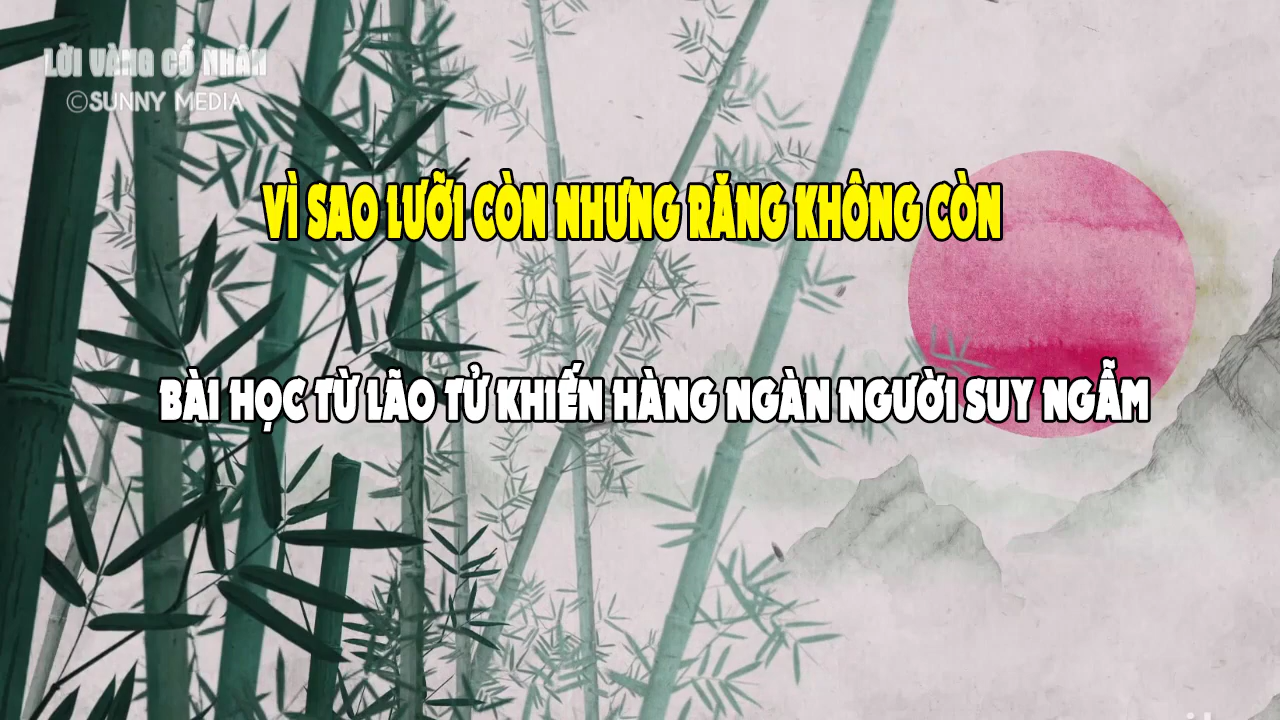 LỜI VÀNG CỔ NHÂN
©SUNNY MEDIA
VÌ SAO LƯỠI CÒN NHƯNG RĂNG KHÔNG CÒN
BÀI HỌC TỪ LÃO TỬ KHIẾN HÀNG NGÀN NGƯỜI SUY NGẪM